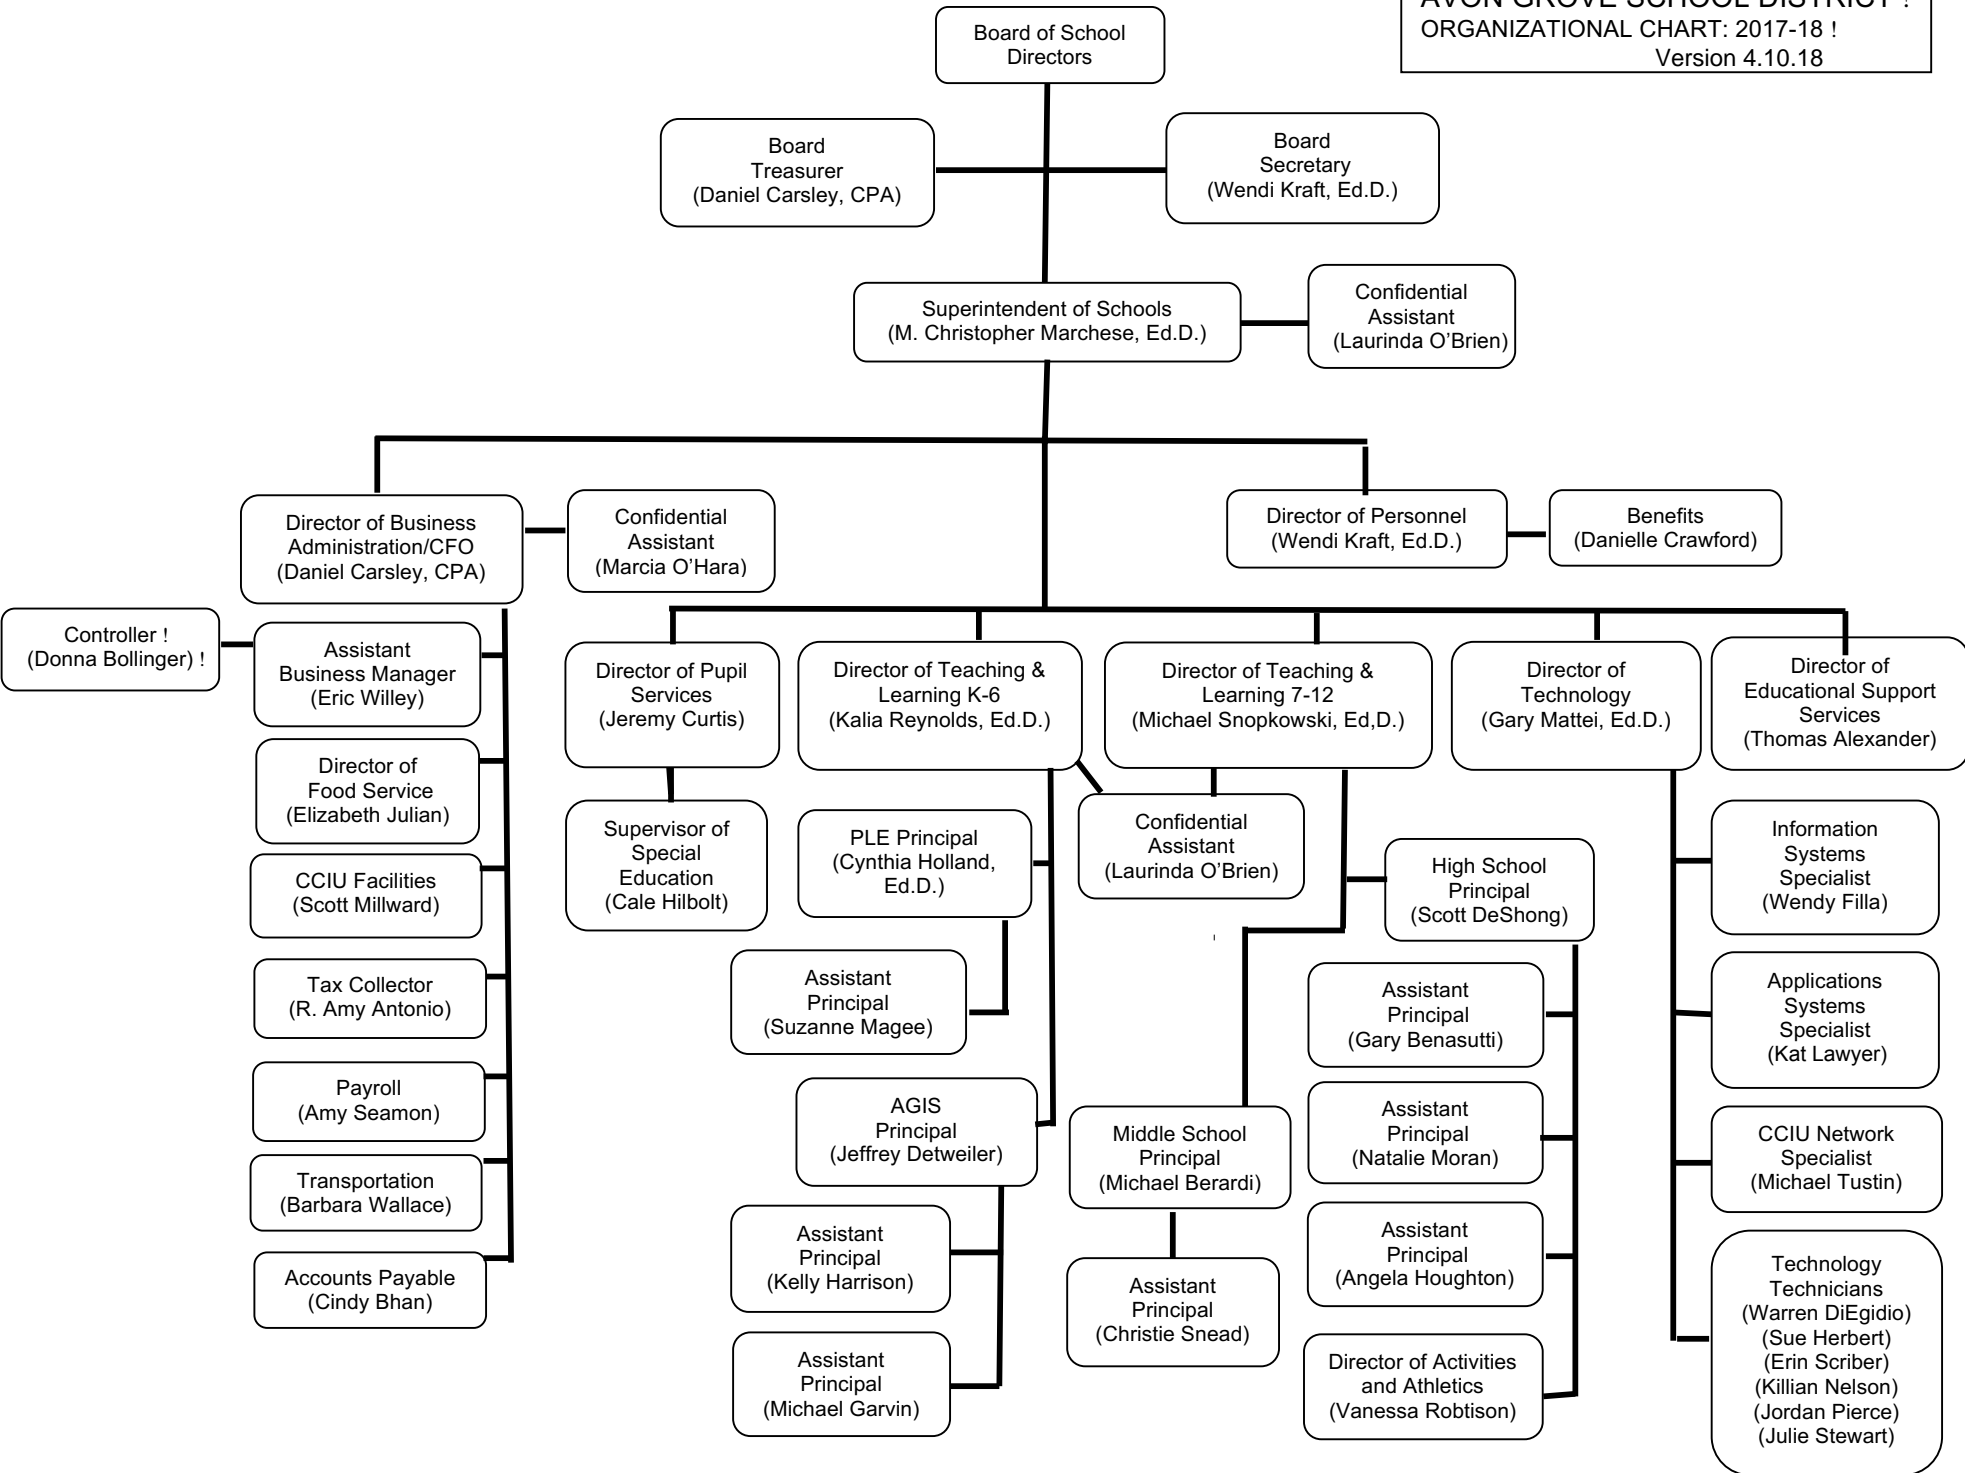 AVON GROVE SCHOOL DISTRICT !
ORGANIZATIONAL CHART: 2017-18 !
Version 4.10.18
Board of School
Directors
Board
Treasurer
(Daniel Carsley, CPA)
Board
Secretary
(Wendi Kraft, Ed.D.)
Superintendent of Schools
(M. Christopher Marchese, Ed.D.)
Confidential
Assistant
(Laurinda O’Brien)
Director of Business
Administration/CFO
(Daniel Carsley, CPA)
Confidential
Assistant
(Marcia O’Hara)
Director of Personnel
(Wendi Kraft, Ed.D.)
Benefits
(Danielle Crawford)
Controller !
(Donna Bollinger) !
Assistant
Business Manager
(Eric Willey)
Director of
Food Service
(Elizabeth Julian)
CCIU Facilities
(Scott Millward)
Tax Collector
(R. Amy Antonio)
Payroll
(Amy Seamon)
Transportation
(Barbara Wallace)
Accounts Payable
(Cindy Bhan)
Director of Pupil
Services
(Jeremy Curtis)
Supervisor of
Special
Education
(Cale Hilbolt)
Director of Teaching &
Learning K-6
(Kalia Reynolds, Ed.D.)
PLE Principal
(Cynthia Holland,
Ed.D.)
Assistant
Principal
(Suzanne Magee)
AGIS
Principal
(Jeffrey Detweiler)
Assistant
Principal
(Kelly Harrison)
Assistant
Principal
(Michael Garvin)
Director of Teaching &
Learning 7-12
(Michael Snopkowski, Ed,D.)
Confidential
Assistant
(Laurinda O’Brien)
High School
Principal
(Scott DeShong)
Assistant
Principal
(Gary Benasutti)
Assistant
Principal
(Natalie Moran)
Assistant
Principal
(Angela Houghton)
Director of Activities
and Athletics
(Vanessa Robtison)
Middle School
Principal
(Michael Berardi)
Assistant
Principal
(Christie Snead)
Director of
Technology
(Gary Mattei, Ed.D.)
Information
Systems
Specialist
(Wendy Filla)
Applications
Systems
Specialist
(Kat Lawyer)
CCIU Network
Specialist
(Michael Tustin)
Technology
Technicians
(Warren DiEgidio)
(Sue Herbert)
(Erin Scriber)
(Killian Nelson)
(Jordan Pierce)
(Julie Stewart)
Director of
Educational Support
Services
(Thomas Alexander)